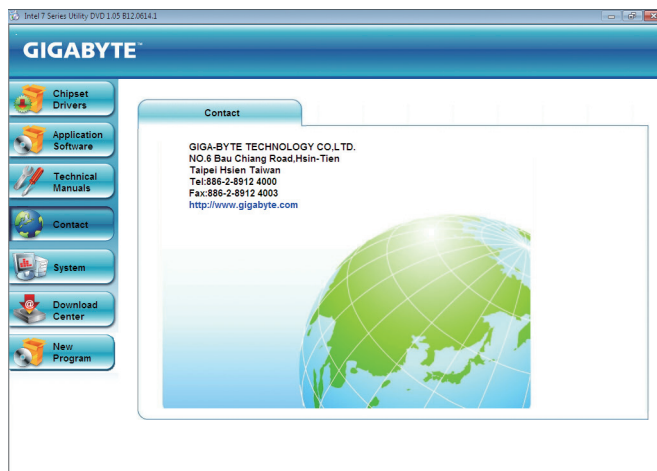 Intel 7 Series Utility DVD 1.05 B12.0614.1
GIGABYTE™
Chipset
Drivers
Application
Software
Technical
Manuals
Contact
System
Download
Center
New
Program
Contact
GIGA-BYTE TECHNOLOGY CO,LTD.
NO.6 Bau Chiang Road,Hsin-Tien
Taipei Hsien Taiwan
Tel:886-2-8912 4000
Fax:886-2-8912 4003
http://www.gigabyte.com